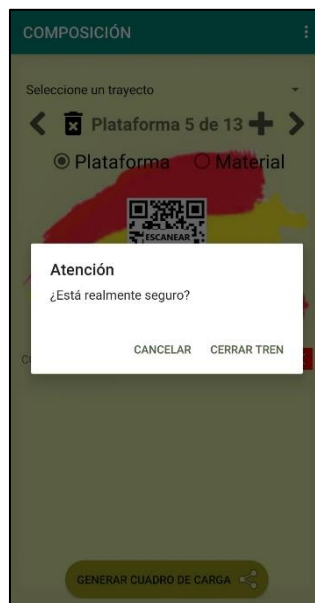 COMPOSICIÓN
Seleccione un trayecto
Plataforma 5 de 13
Plataforma Material
ESCANEAR
Atención
¿Está realmente seguro?
CANCELAR CERRAR TREN
GENERAR CUADRO DE CARGA